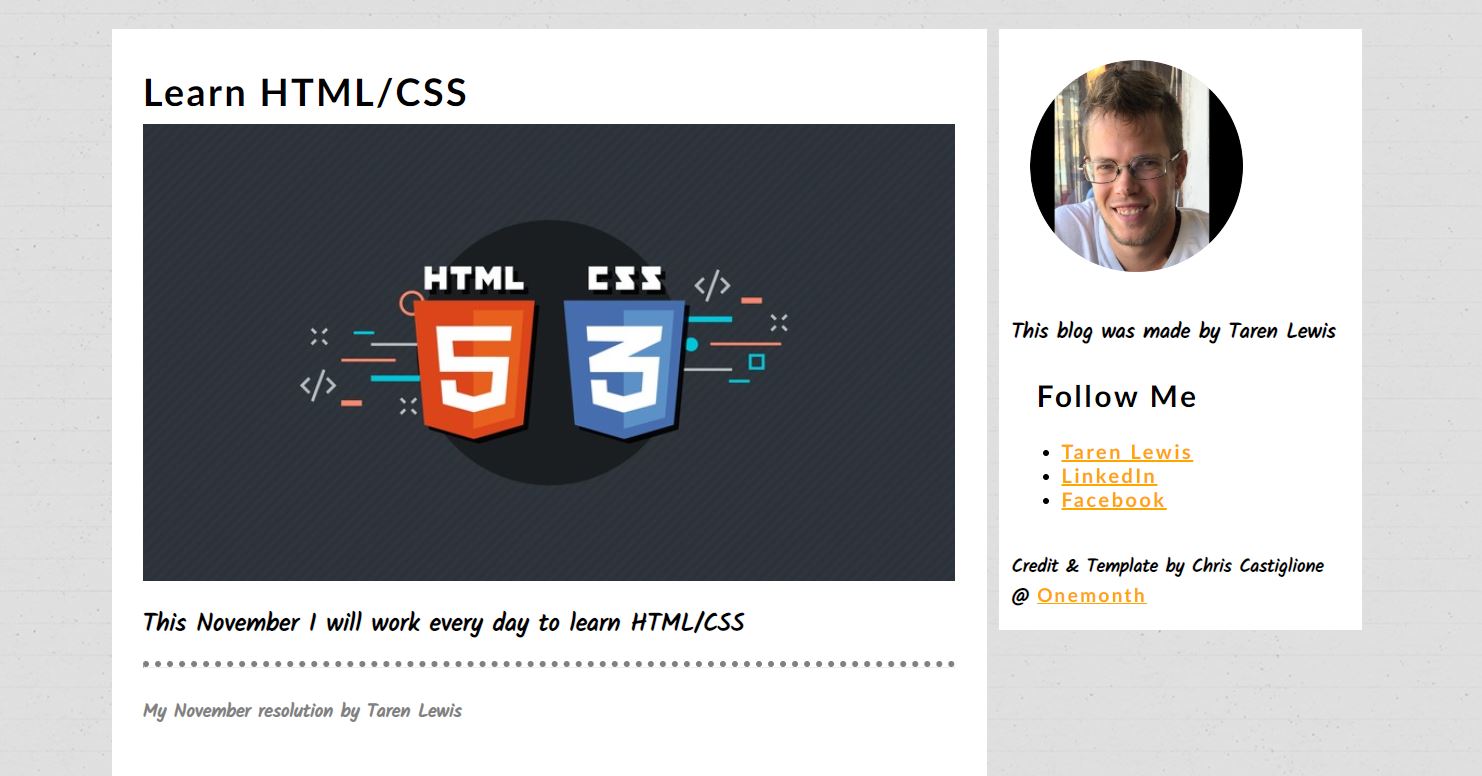 Learn HTML/CSS
HTML CSS
</>
5 3
</>
This November I will work every day to learn HTML/CSS
My November resolution by Taren Lewis
This blog was made by Taren Lewis
Follow Me
Taren Lewis
LinkedIn
Facebook
Credit & Template by Chris Castiglione
@ Onemonth